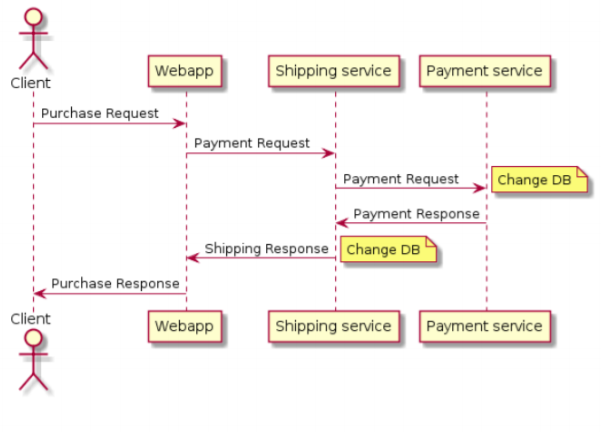 Client
Webapp
Shipping service
Payment service
Purchase Request
Payment Request
Payment Request
Change DB
Payment Response
Shipping Response
Change DB
Purchase Response
Client
Webapp
Shipping service
Payment service